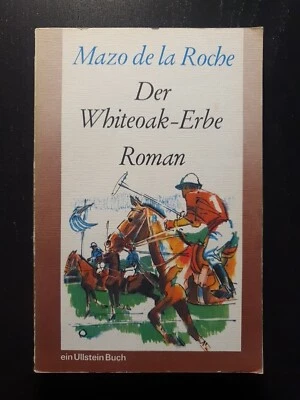 Mazo de la Roche
Der
Whiteoak-Erbe
Roman
ein Ullstein Buch